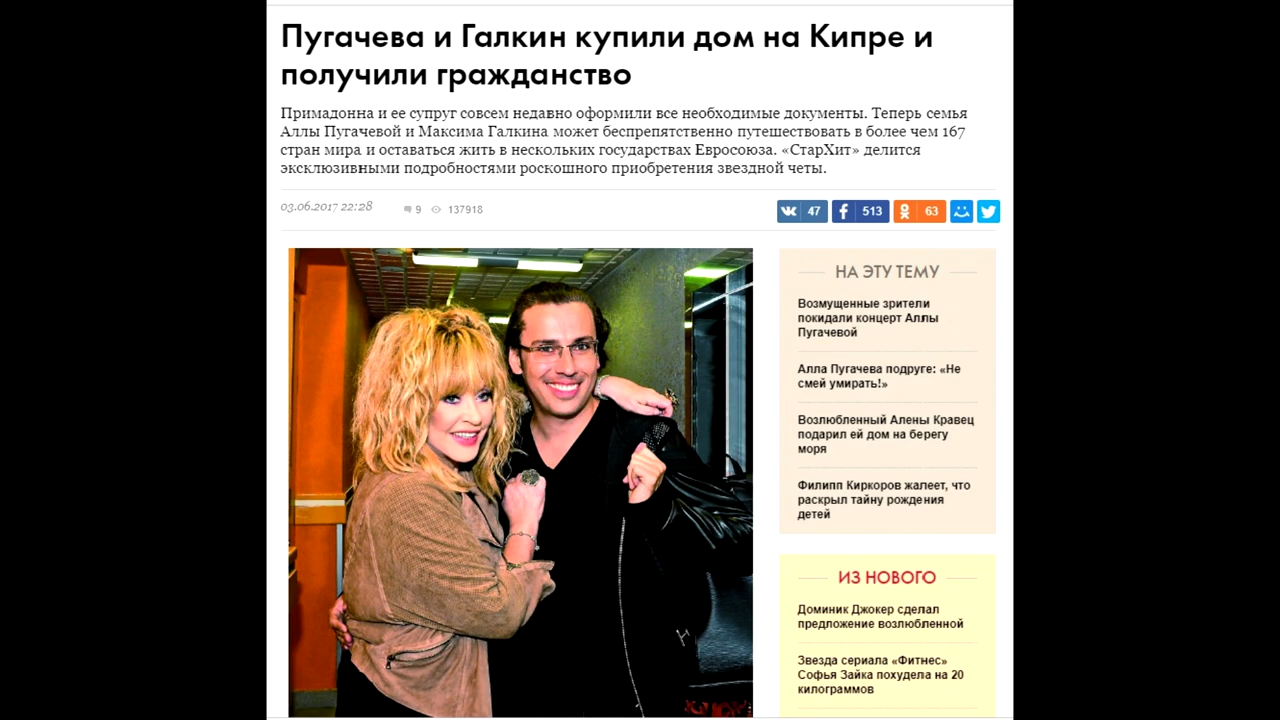 Пугачева и Галкин купили дом на Кипре и
получили гражданство
Примадонна и ее супруг совсем недавно оформили все необходимые документы. Теперь семья
Аллы Пугачевой и Максима Галкина может беспрепятственно путешествовать в более чем 167
стран мира и оставаться жить в нескольких государствах Евросоюза. «СтарХит» делится
эксклюзивными подробностями роскошного приобретения звездной четы.
03.06.2017 22:28 9 137918 47 513 63
НА ЭТУ ТЕМУ
Возмущенные зрители
покидали концерт Аллы
Пугачевой
Алла Пугачева подруге: «Не
смей умирать!»
Возлюбленный Алены Кравец
подарил ей дом на берегу
моря
Филипп Киркоров жалеет, что
раскрыл тайну рождения
детей
ИЗ НОВОГО
Доминик Джокер сделал
предложение возлюбленной
Звезда сериала «Фитнес»
Софья Зайка похудела на 20
килограммов